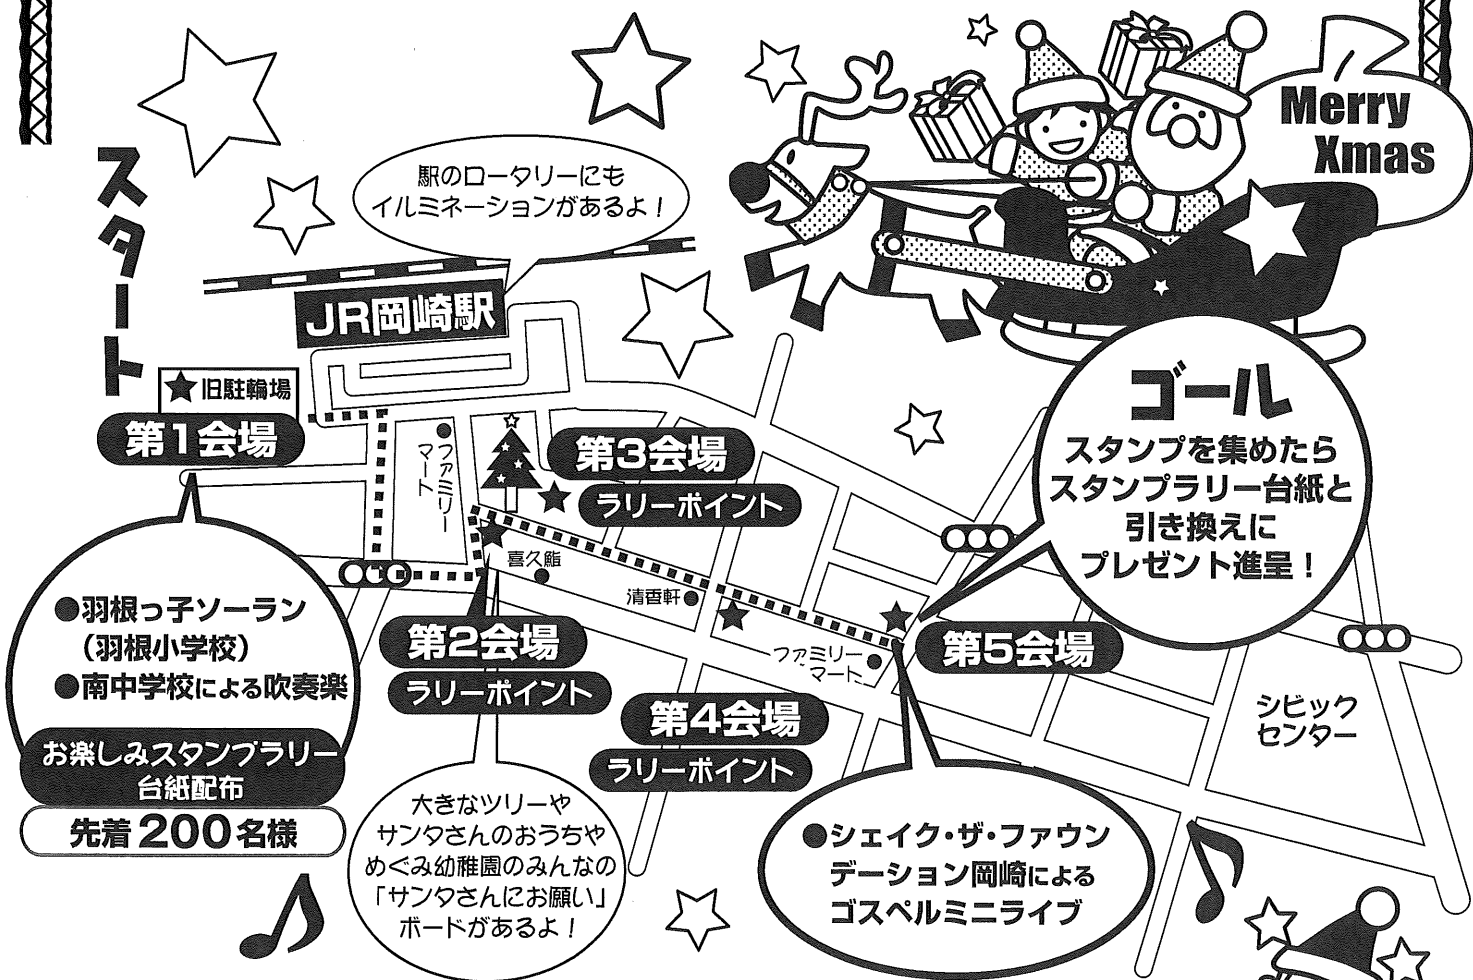 Merry
Xmas
駅のロータリーにも
イルミネーションがあるよ！
スタート
JR岡崎駅
★旧駐輪場
第1会場
ファミリー
マート
第3会場
ラリーポイント
ゴール
スタンプを集めたら
スタンプラリー台紙と
引き換えに
プレゼント進呈！
喜久鮨
清香軒
●羽根っ子ソーラン
（羽根小学校）
●南中学校による吹奏楽
お楽しみスタンプラリー
台紙配布
先着200名様
第2会場
ラリーポイント
ファミリー
マート
第5会場
第4会場
ラリーポイント
シビック
センター
大きなツリーや
サンタさんのおうちや
めぐみ幼稚園のみんなの
「サンタさんにお願い」
ボードがあるよ！
●シェイク・ザ・ファウン
デーション岡崎による
ゴスペルミニライブ